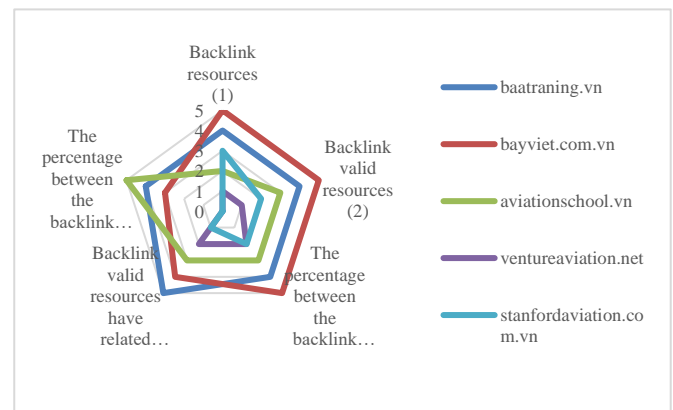 Backlink
resources
(1)
Backlink
valid
resources
(2)
The
percentage
between
the
backlink…
Backlink
valid
resources
have
related…
The
percentage
between
the
backlink…
5
4
3
2
1
0
baatraning.vn
bayviet.com.vn
aviationschool.vn
ventureaviation.net
stanfordaviation.co
m.vn